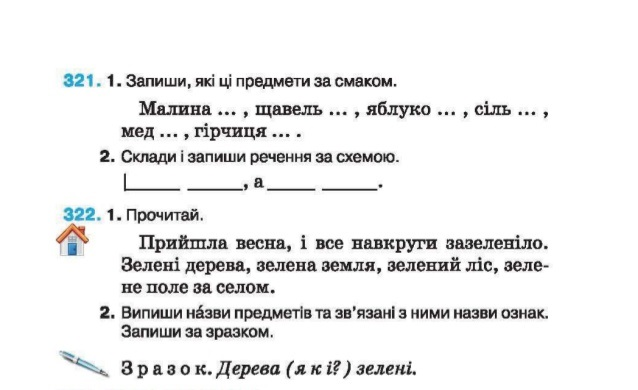 321. 1. Запиши, які ці предмети за смаком.
Малина ... , щавель ... , яблуко ... , сіль ... ,
мед ... , гірчиця ... .
2. Склади і запиши речення за схемою.
|_____ _____, а _____ _____.
322. 1. Прочитай.
Прийшла весна, і все навкруги зазеленіло.
Зелені дерева, зелена земля, зелений ліс, зеле-
не поле за селом.
2. Випиши на́зви предметів та зв’язані з ними назви ознак.
Запиши за зразком.
З р а з о к. Дерева (я к і? ) зелені.